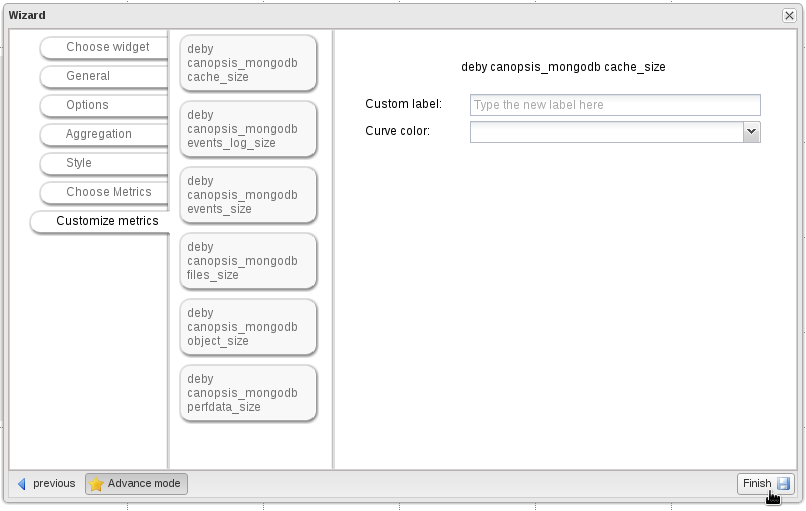 Wizard
Choose widget
General
Options
Aggregation
Style
Choose Metrics
Customize metrics
deby
canopsis_mongodb
cache_size
deby
canopsis_mongodb
events_log_size
deby
canopsis_mongodb
events_size
deby
canopsis_mongodb
files_size
deby
canopsis_mongodb
object_size
deby
canopsis_mongodb
perfdata_size
deby canopsis_mongodb cache_size
Custom label: Type the new label here
Curve color:
previous Advance mode Finish